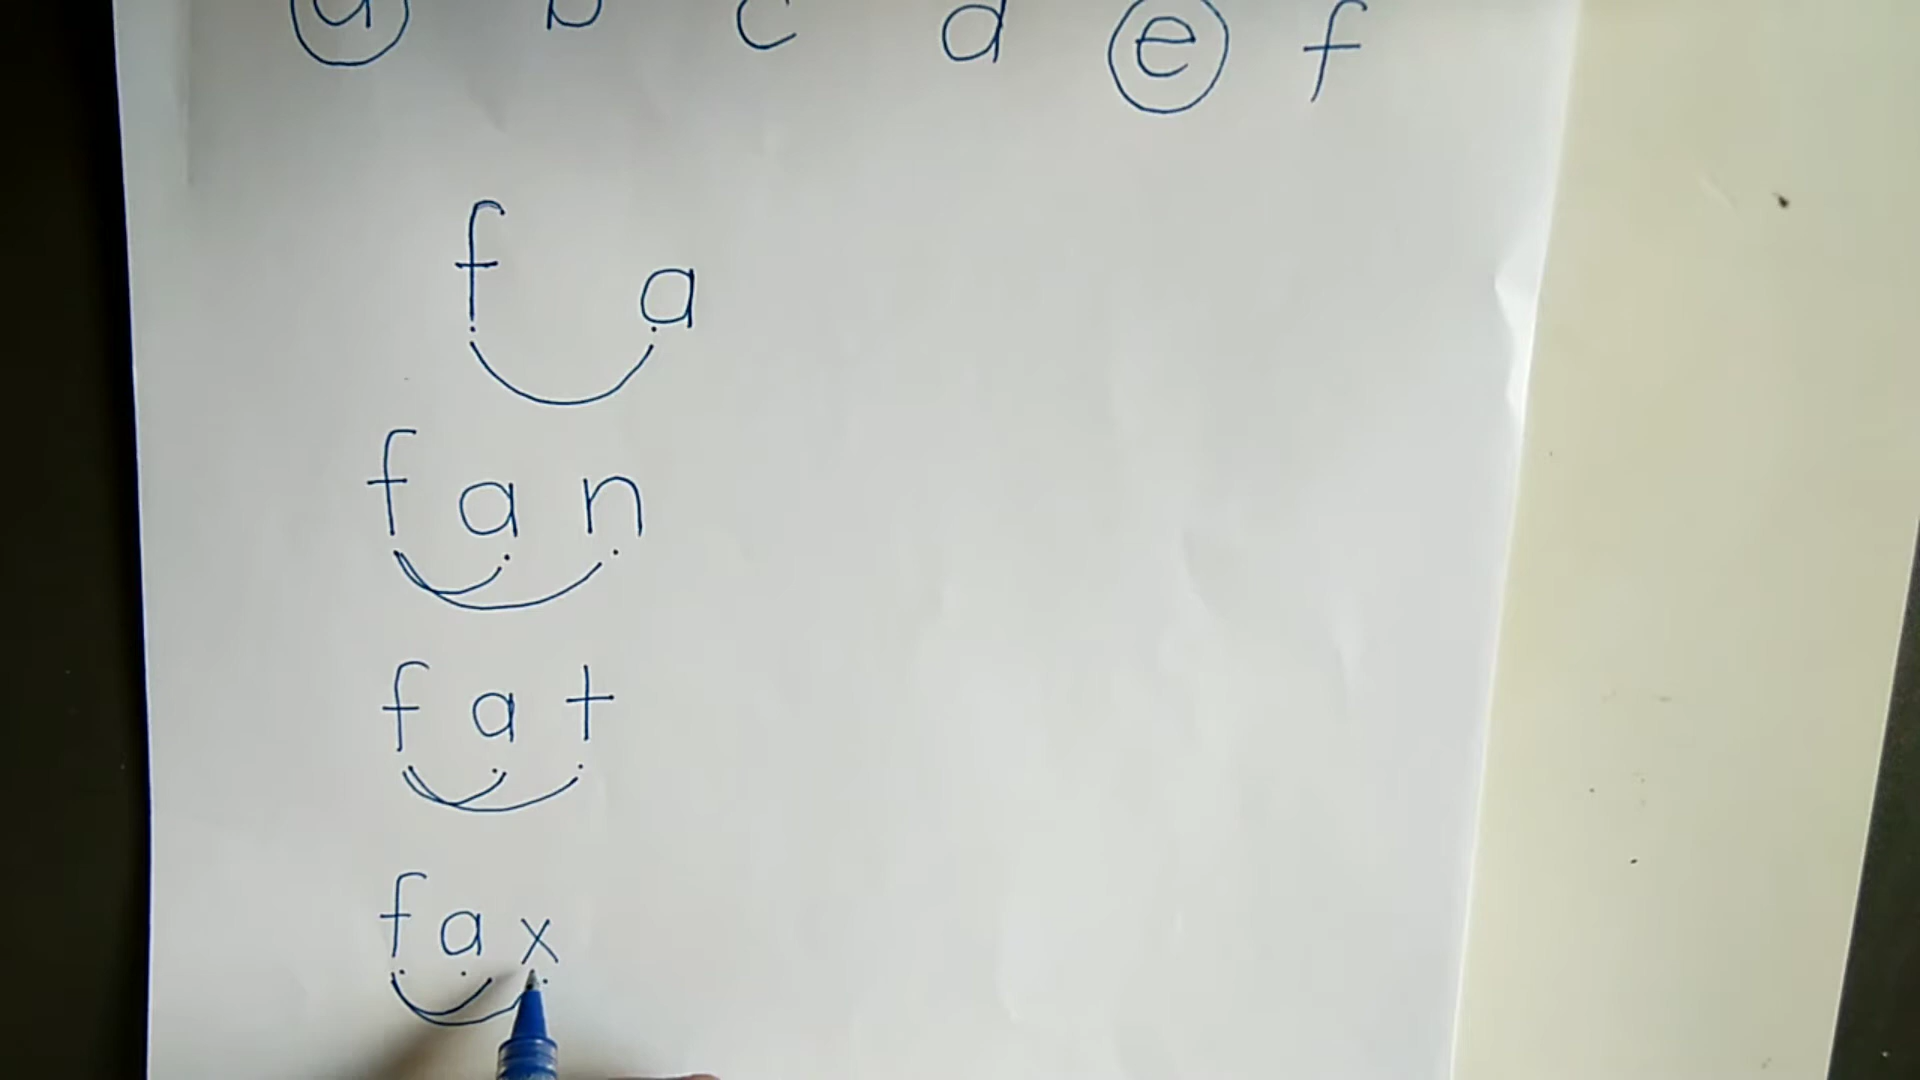 a b c d e f
f a
f a n
f a t
f a x